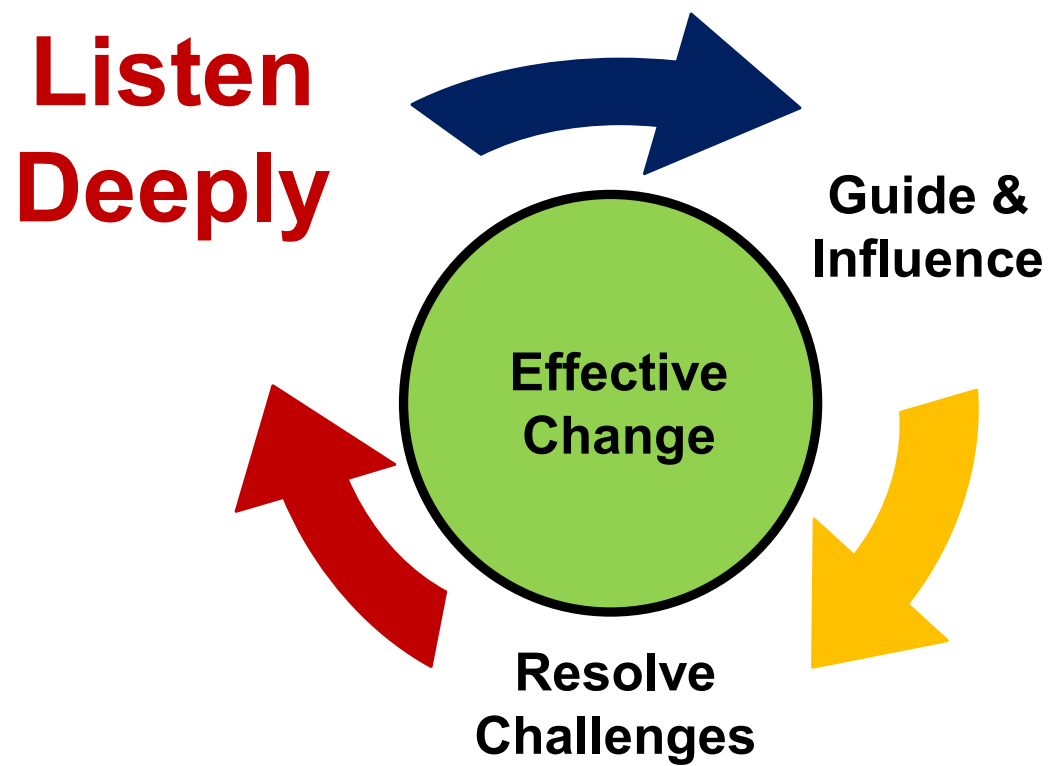 Listen
Deeply
Guide &
Influence
Effective
Change
Resolve
Challenges